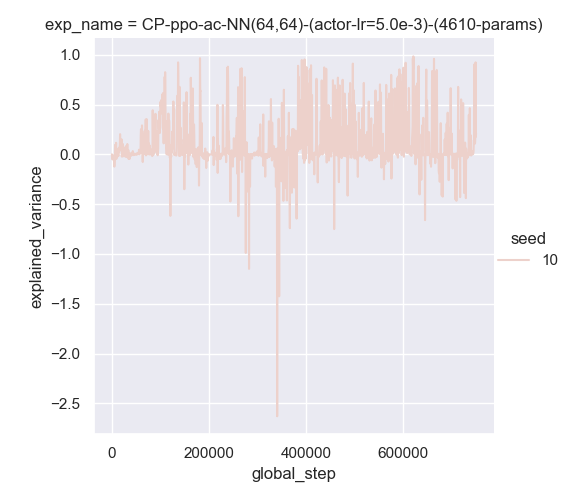 exp_name = CP-ppo-ac-NN(64,64)-(actor-lr=5.0e-3)-(4610-params)
1.0
0.5
0.0
−0.5
−1.0
−1.5
−2.0
−2.5
explained_variance
0 200000 400000 600000
global_step
seed
10